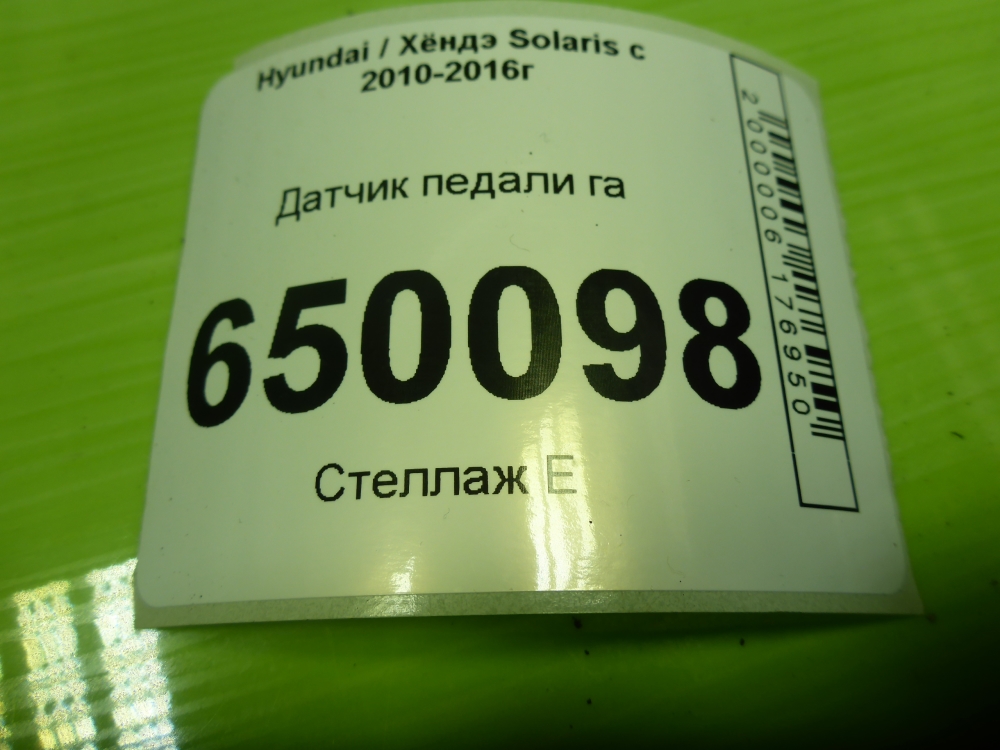 Hyundai / Хёндэ Solaris с
2010-2016г
Датчик педали га
650098
Стеллаж Е
2000006176950